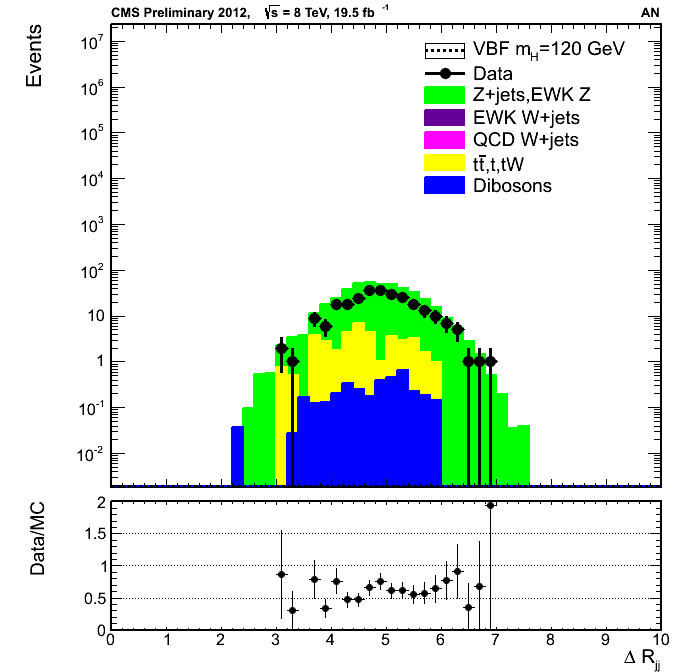 CMS Preliminary 2012, √s = 8 TeV, 19.5 fb⁻¹ AN
Events
10⁷
10⁶
10⁵
10⁴
10³
10²
10
1
10⁻¹
10⁻²
VBF m_H=120 GeV
Data
Z+jets,EWK Z
EWK W+jets
QCD W+jets
tt̅,t,tW
Dibosons
Data/MC
2
1.5
1
0.5
0
0 1 2 3 4 5 6 7 8 9 10
Δ R_jj